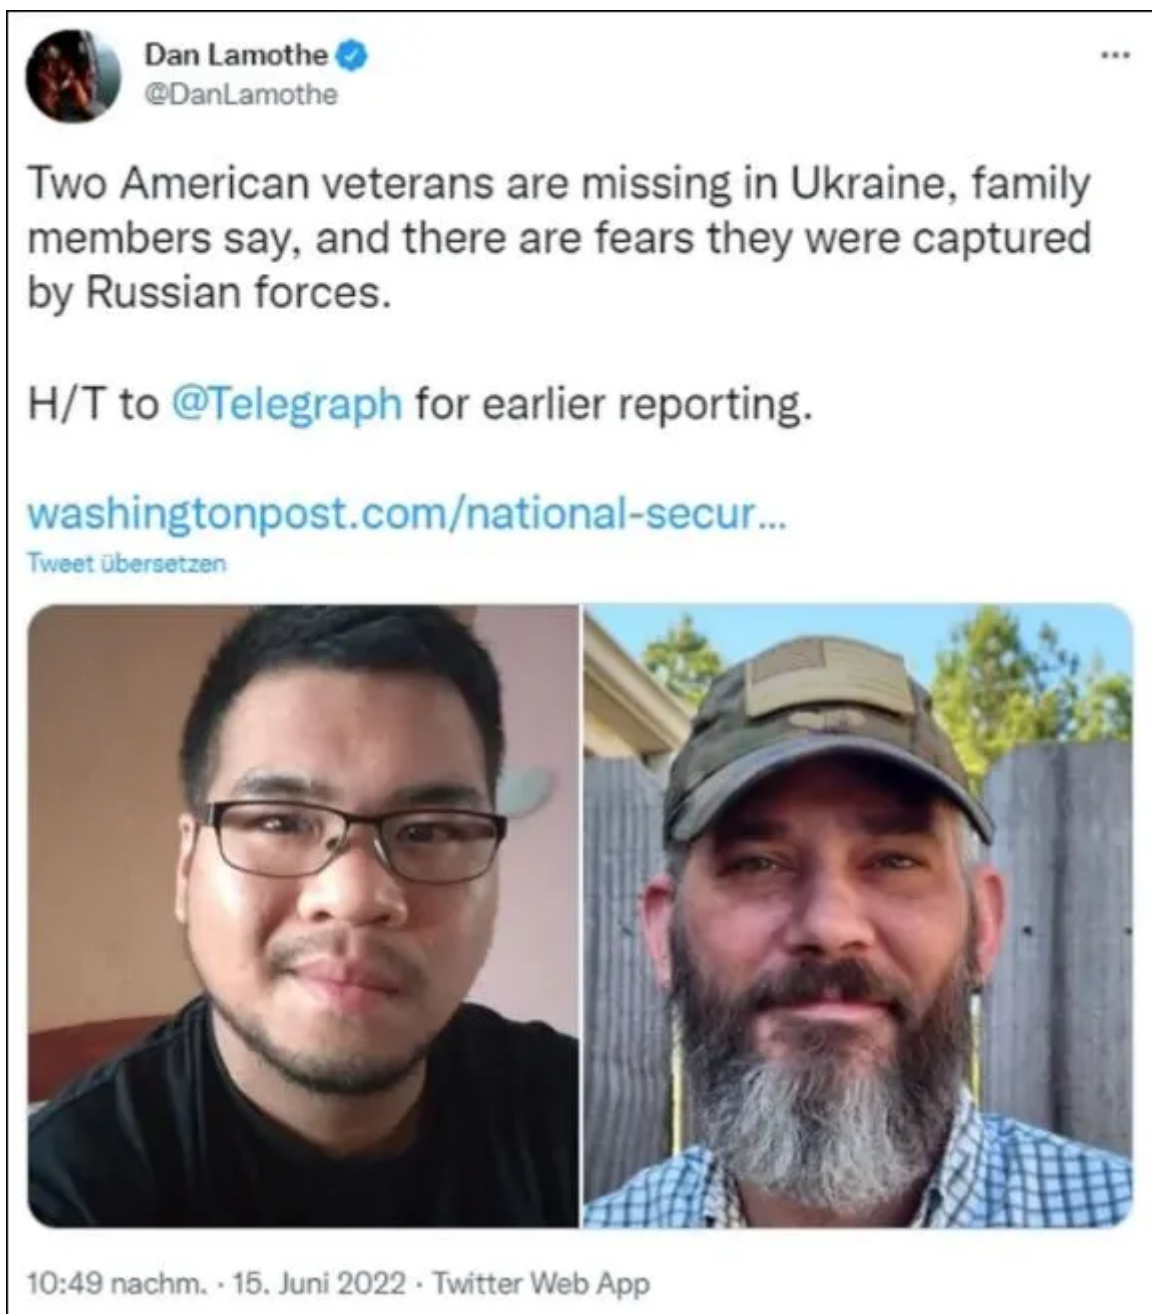 Dan Lamothe
@DanLamothe
Two American veterans are missing in Ukraine, family
members say, and there are fears they were captured
by Russian forces.
H/T to @Telegraph for earlier reporting.
washingtonpost.com/national-secur...
Tweet übersetzen
10:49 nachm. · 15. Juni 2022 · Twitter Web App